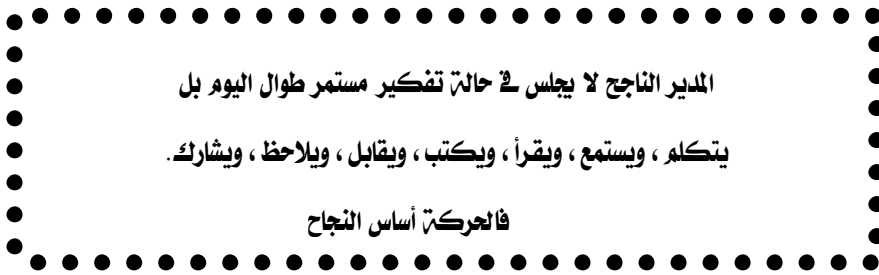 المدير الناجح لا يجلس في حالة تفكير مستمر طوال اليوم بل
يتكلم ، ويستمع ، ويقرأ ، ويكتب ، ويقابل ، ويلاحظ ، ويشارك .
فالحركة أساس النجاح